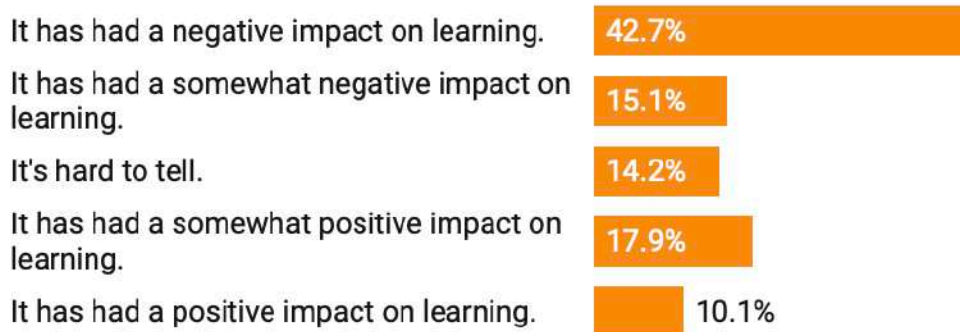 It has had a negative impact on learning. 42.7%
It has had a somewhat negative impact on
learning.
15.1%
It's hard to tell. 14.2%
It has had a somewhat positive impact on
learning.
17.9%
It has had a positive impact on learning. 10.1%